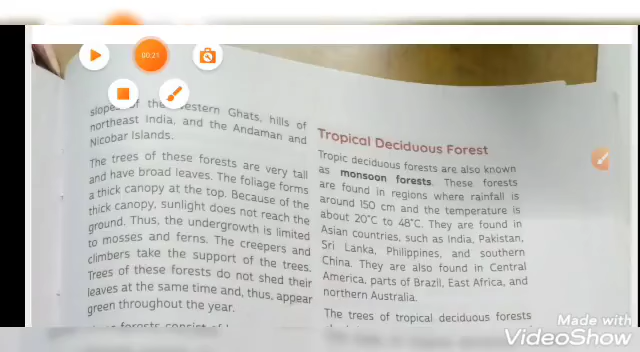 00:21
slopes of the Western Ghats, hills of
northeast India, and the Andaman and
Nicobar Islands.
The trees of these forests are very tall
and have broad leaves. The foliage forms
a thick canopy at the top. Because of the
thick canopy, sunlight does not reach the
ground. Thus, the undergrowth is limited
to mosses and ferns. The creepers and
climbers take the support of the trees.
Trees of these forests do not shed their
leaves at the same time and, thus, appear
green throughout the year.
forests consist of
Tropical Deciduous Forest
Tropic deciduous forests are also known
as monsoon forests. These forests
are found in regions where rainfall is
around 150 cm and the temperature is
about 20°C to 48°C. They are found in
Asian countries, such as India, Pakistan,
Sri Lanka, Philippines, and southern
China. They are also found in Central
America, parts of Brazil, East Africa, and
northern Australia.
The trees of tropical deciduous forests
Made with
VideoShow